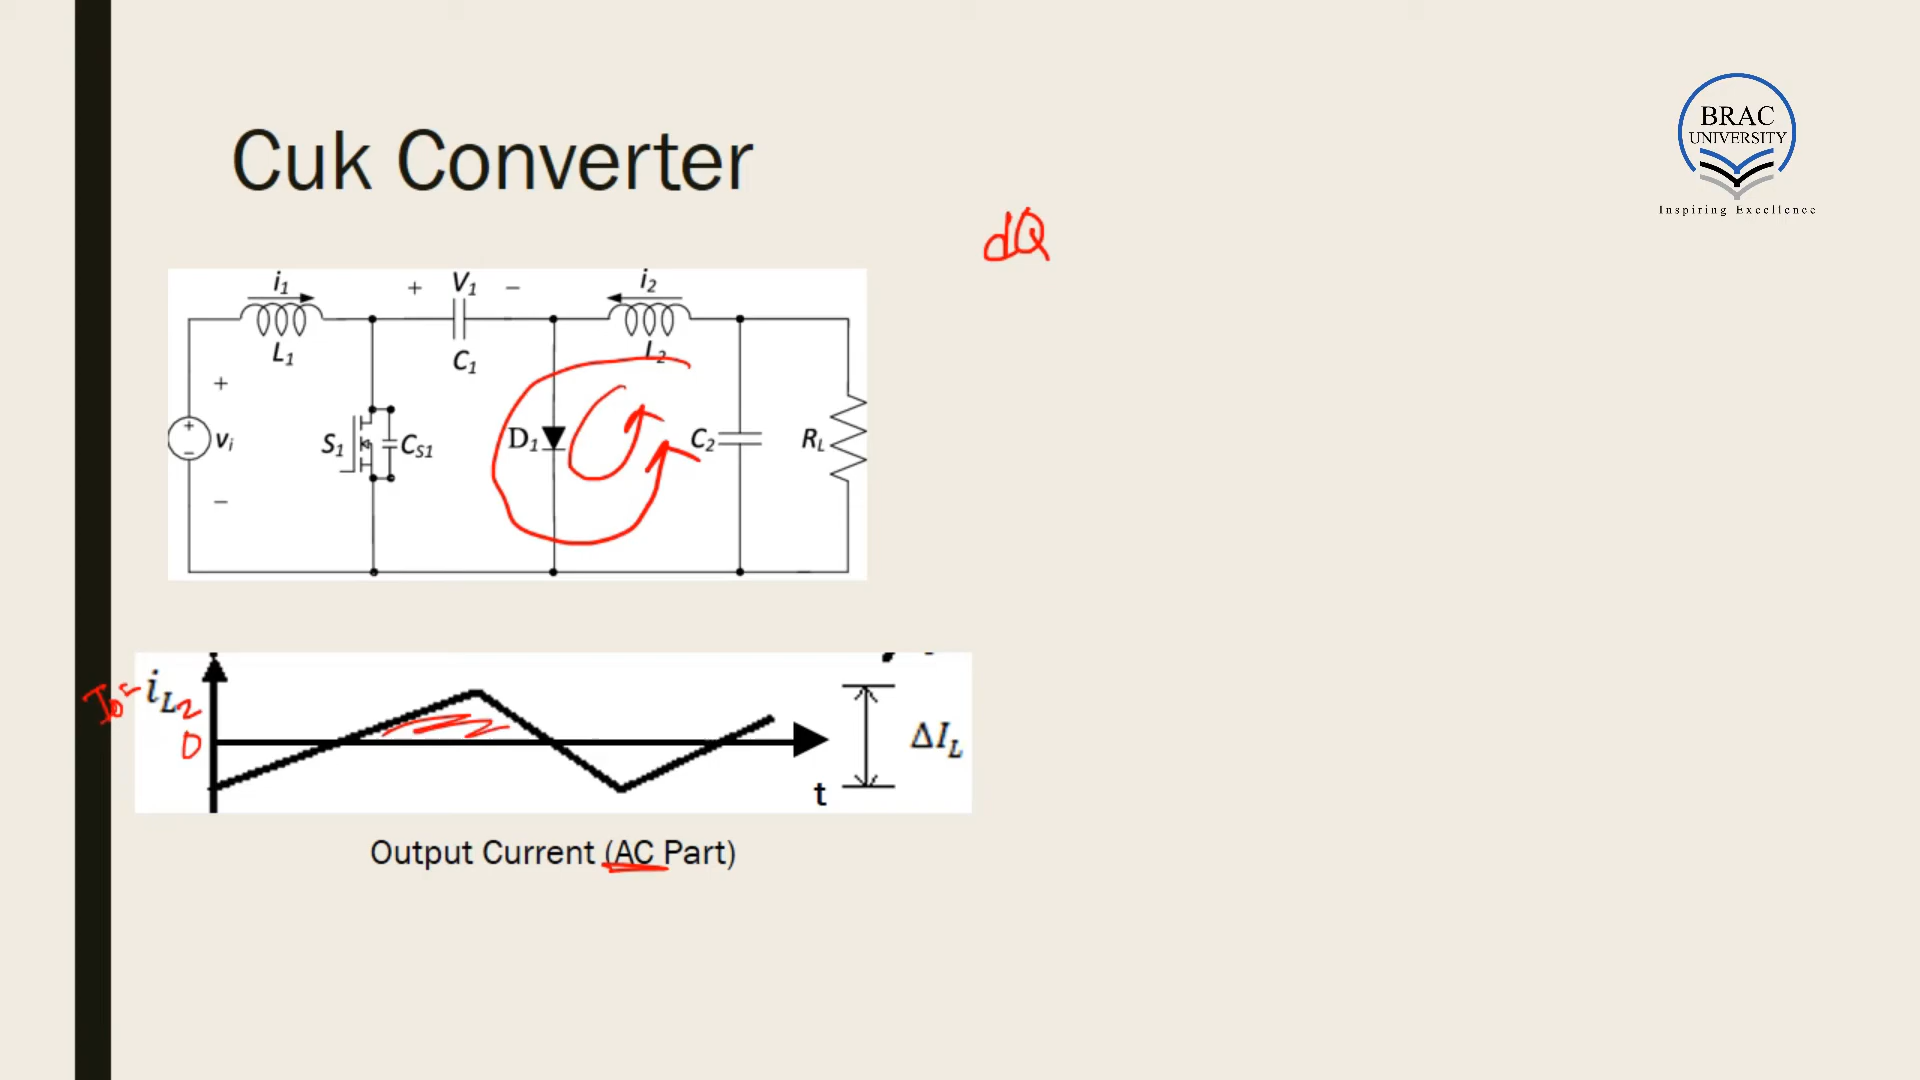 BRAC
UNIVERSITY
Inspiring Excellence
Cuk Converter
dQ
i1
+ V1 −
i2
L1
C1
L2
+
vi
−
+
−
S1
CS1
D1
C2
RL
iL2
0
t
ΔIL
Output Current (AC Part)